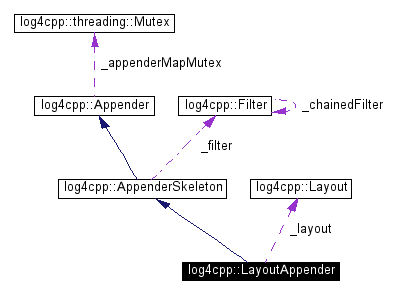 log4cpp::threading::Mutex
_appenderMapMutex
log4cpp::Appender
log4cpp::Filter
_chainedFilter
_filter
log4cpp::AppenderSkeleton
log4cpp::Layout
_layout
log4cpp::LayoutAppender